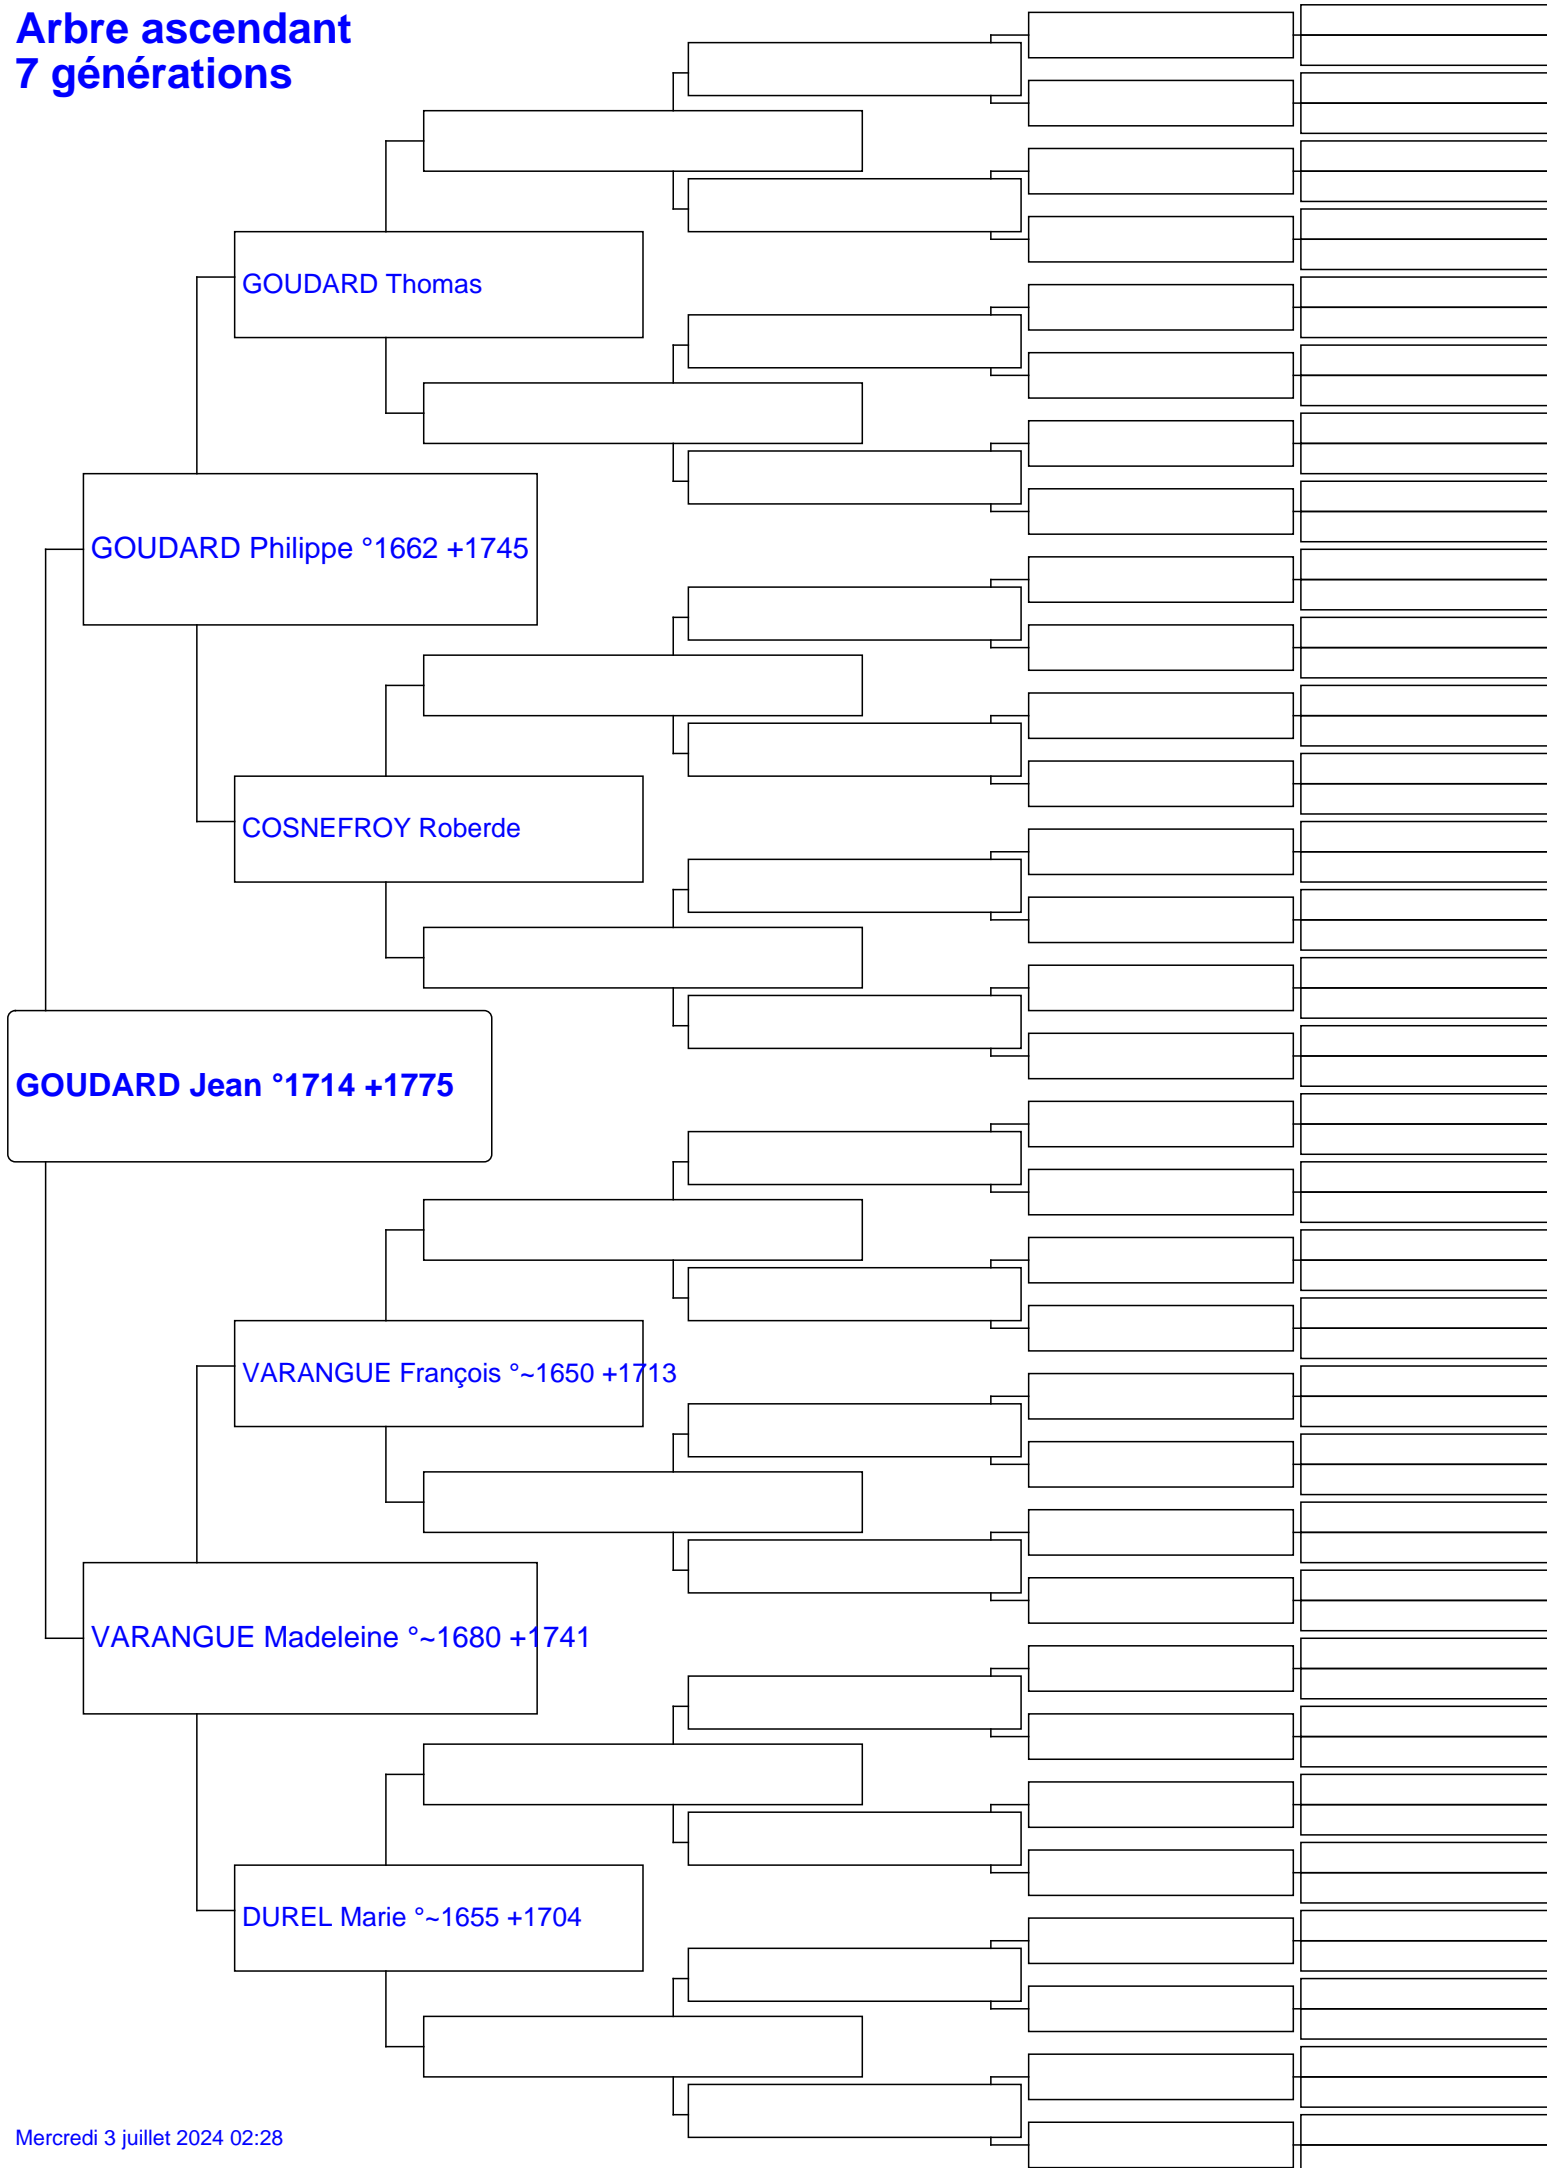 Arbre ascendant
7 générations
GOUDARD Thomas
GOUDARD Philippe °1662 +1745
COSNEFROY Roberde
GOUDARD Jean °1714 +1775
VARANGUE François °~1650 +1713
VARANGUE Madeleine °~1680 +1741
DUREL Marie °~1655 +1704
Mercredi 3 juillet 2024 02:28